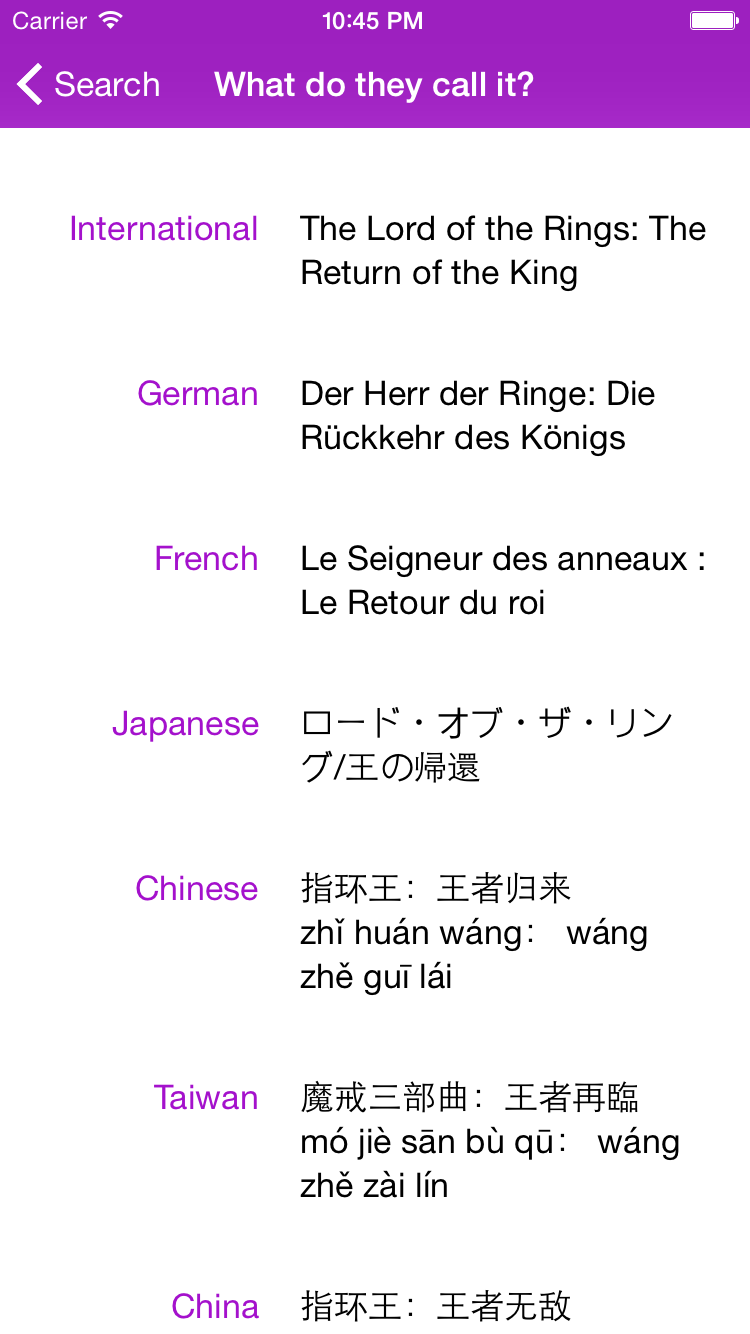 Carrier 10:45 PM
Search What do they call it?
International The Lord of the Rings: The
Return of the King
German Der Herr der Ringe: Die
Rückkehr des Königs
French Le Seigneur des anneaux :
Le Retour du roi
Japanese ロード・オブ・ザ・リン
グ/王の帰還
Chinese 指环王：王者归来
zhǐ huán wáng： wáng
zhě guī lái
Taiwan 魔戒三部曲：王者再臨
mó jiè sān bù qū： wáng
zhě zài lín
China 指环王：王者无敌